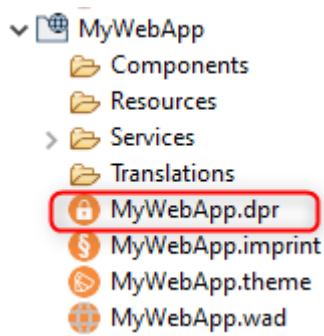 MyWebApp
Components
Resources
Services
Translations
MyWebApp.dpr
MyWebApp.imprint
MyWebApp.theme
MyWebApp.wad